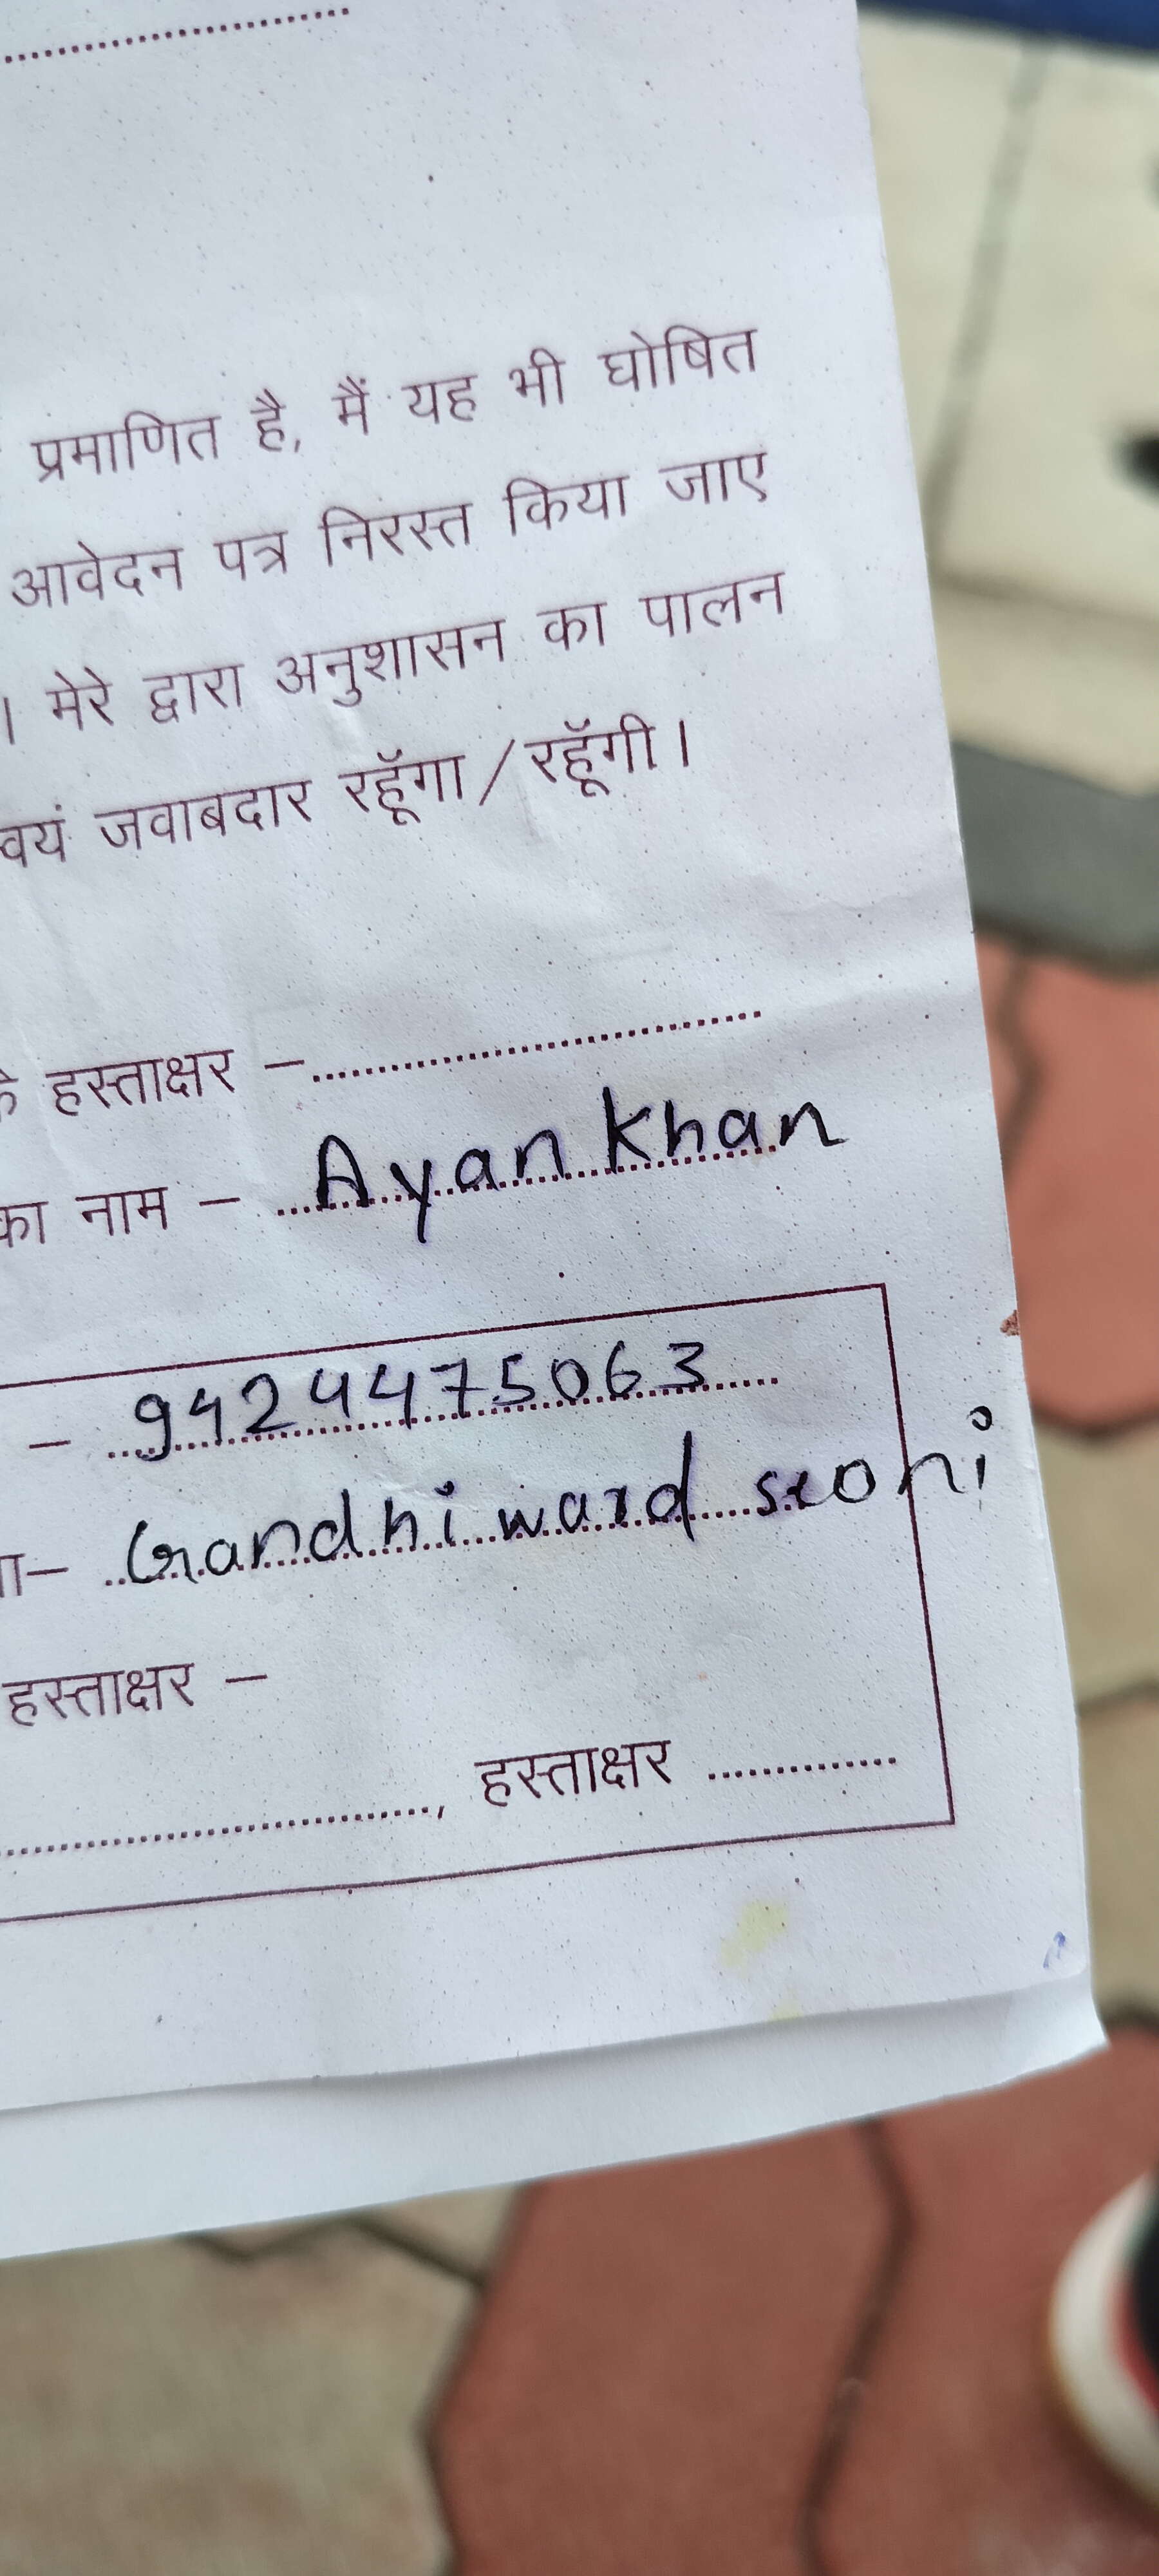 प्रमाणित है, मैं यह भी घोषित
आवेदन पत्र निरस्त किया जाए
। मेरे द्वारा अनुशासन का पालन
वयं जवाबदार रहूॅगा/रहूॅगी।
हस्ताक्षर –....................
का नाम – Ayan Khan
– 9424475063
– Gandhi ward seoni
हस्ताक्षर –
...................., हस्ताक्षर ..............